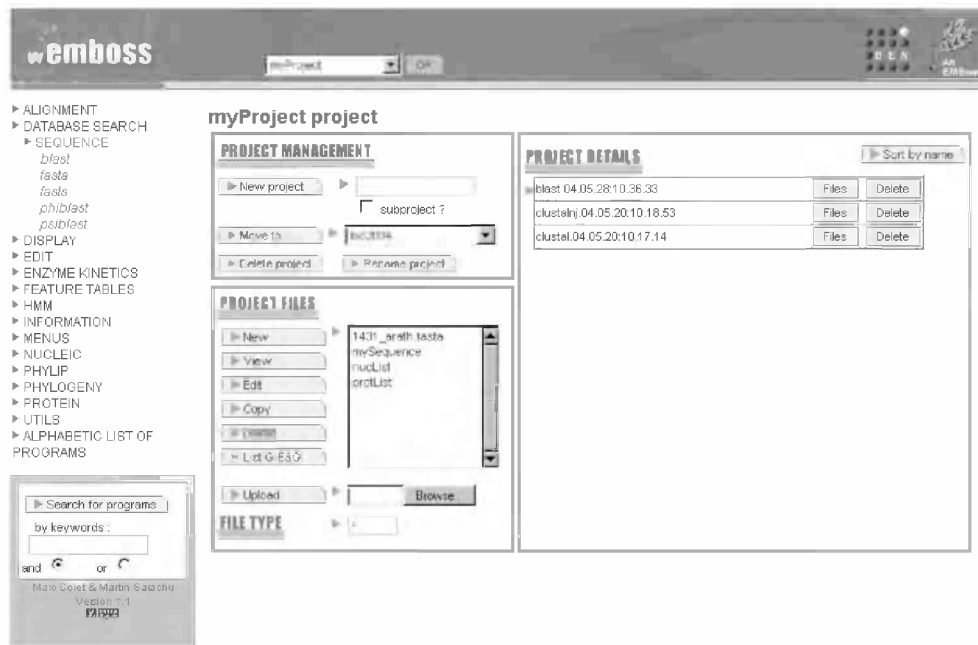 wemboss
myProject OK
BEN
AN
▶ ALIGNMENT
▶ DATABASE SEARCH
▶ SEQUENCE
blast
fasta
fasts
phiblast
psiblast
▶ DISPLAY
▶ EDIT
▶ ENZYME KINETICS
▶ FEATURE TABLES
▶ HMM
▶ INFORMATION
▶ MENUS
▶ NUCLEIC
▶ PHYLIP
▶ PHYLOGENY
▶ PROTEIN
▶ UTILS
▶ ALPHABETIC LIST OF
PROGRAMS
Search for programs
by keywords :
and or
Marc Colet & Martin Sarachu
Version 1.1
myProject project
PROJECT MANAGEMENT
New project
subproject ?
Move to
Delete project Rename project
PROJECT FILES
New
View
Edit
Copy
Delete
1431_arath.fasta
mySequence
nucList
protList
Upload Browse...
FILE TYPE
PROJECT DETAILS
Sort by name
blast.04.05.28:10.36.33 Files Delete
clustalnj.04.05.20:10.18.53 Files Delete
clustal.04.05.20:10.17.14 Files Delete